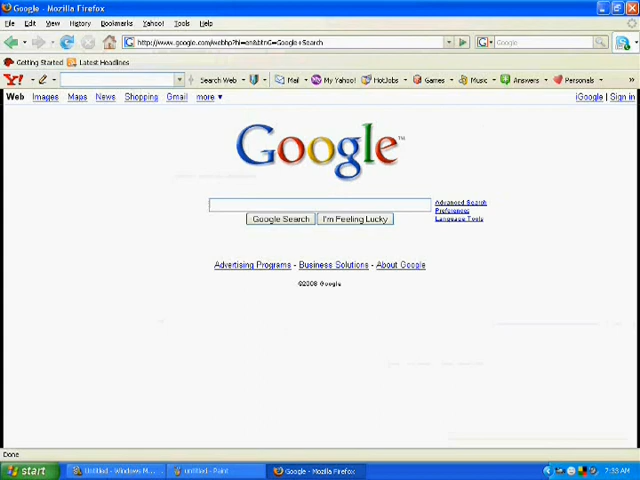 Google - Mozilla Firefox
File Edit View History Bookmarks Yahoo! Tools Help
http://www.google.com/webhp?hl=en&btnG=Google+Search
Google
Getting Started Latest Headlines
Y! Search Web Mail My Yahoo! HotJobs Games Music Answers Personals »
Web Images Maps News Shopping Gmail more ▼ iGoogle | Sign in
Google™
Advanced Search
Preferences
Language Tools
Google Search I'm Feeling Lucky
Advertising Programs - Business Solutions - About Google
©2008 Google
Done
start Untitled - Windows M... untitled - Paint Google - Mozilla Firefox 7:33 AM